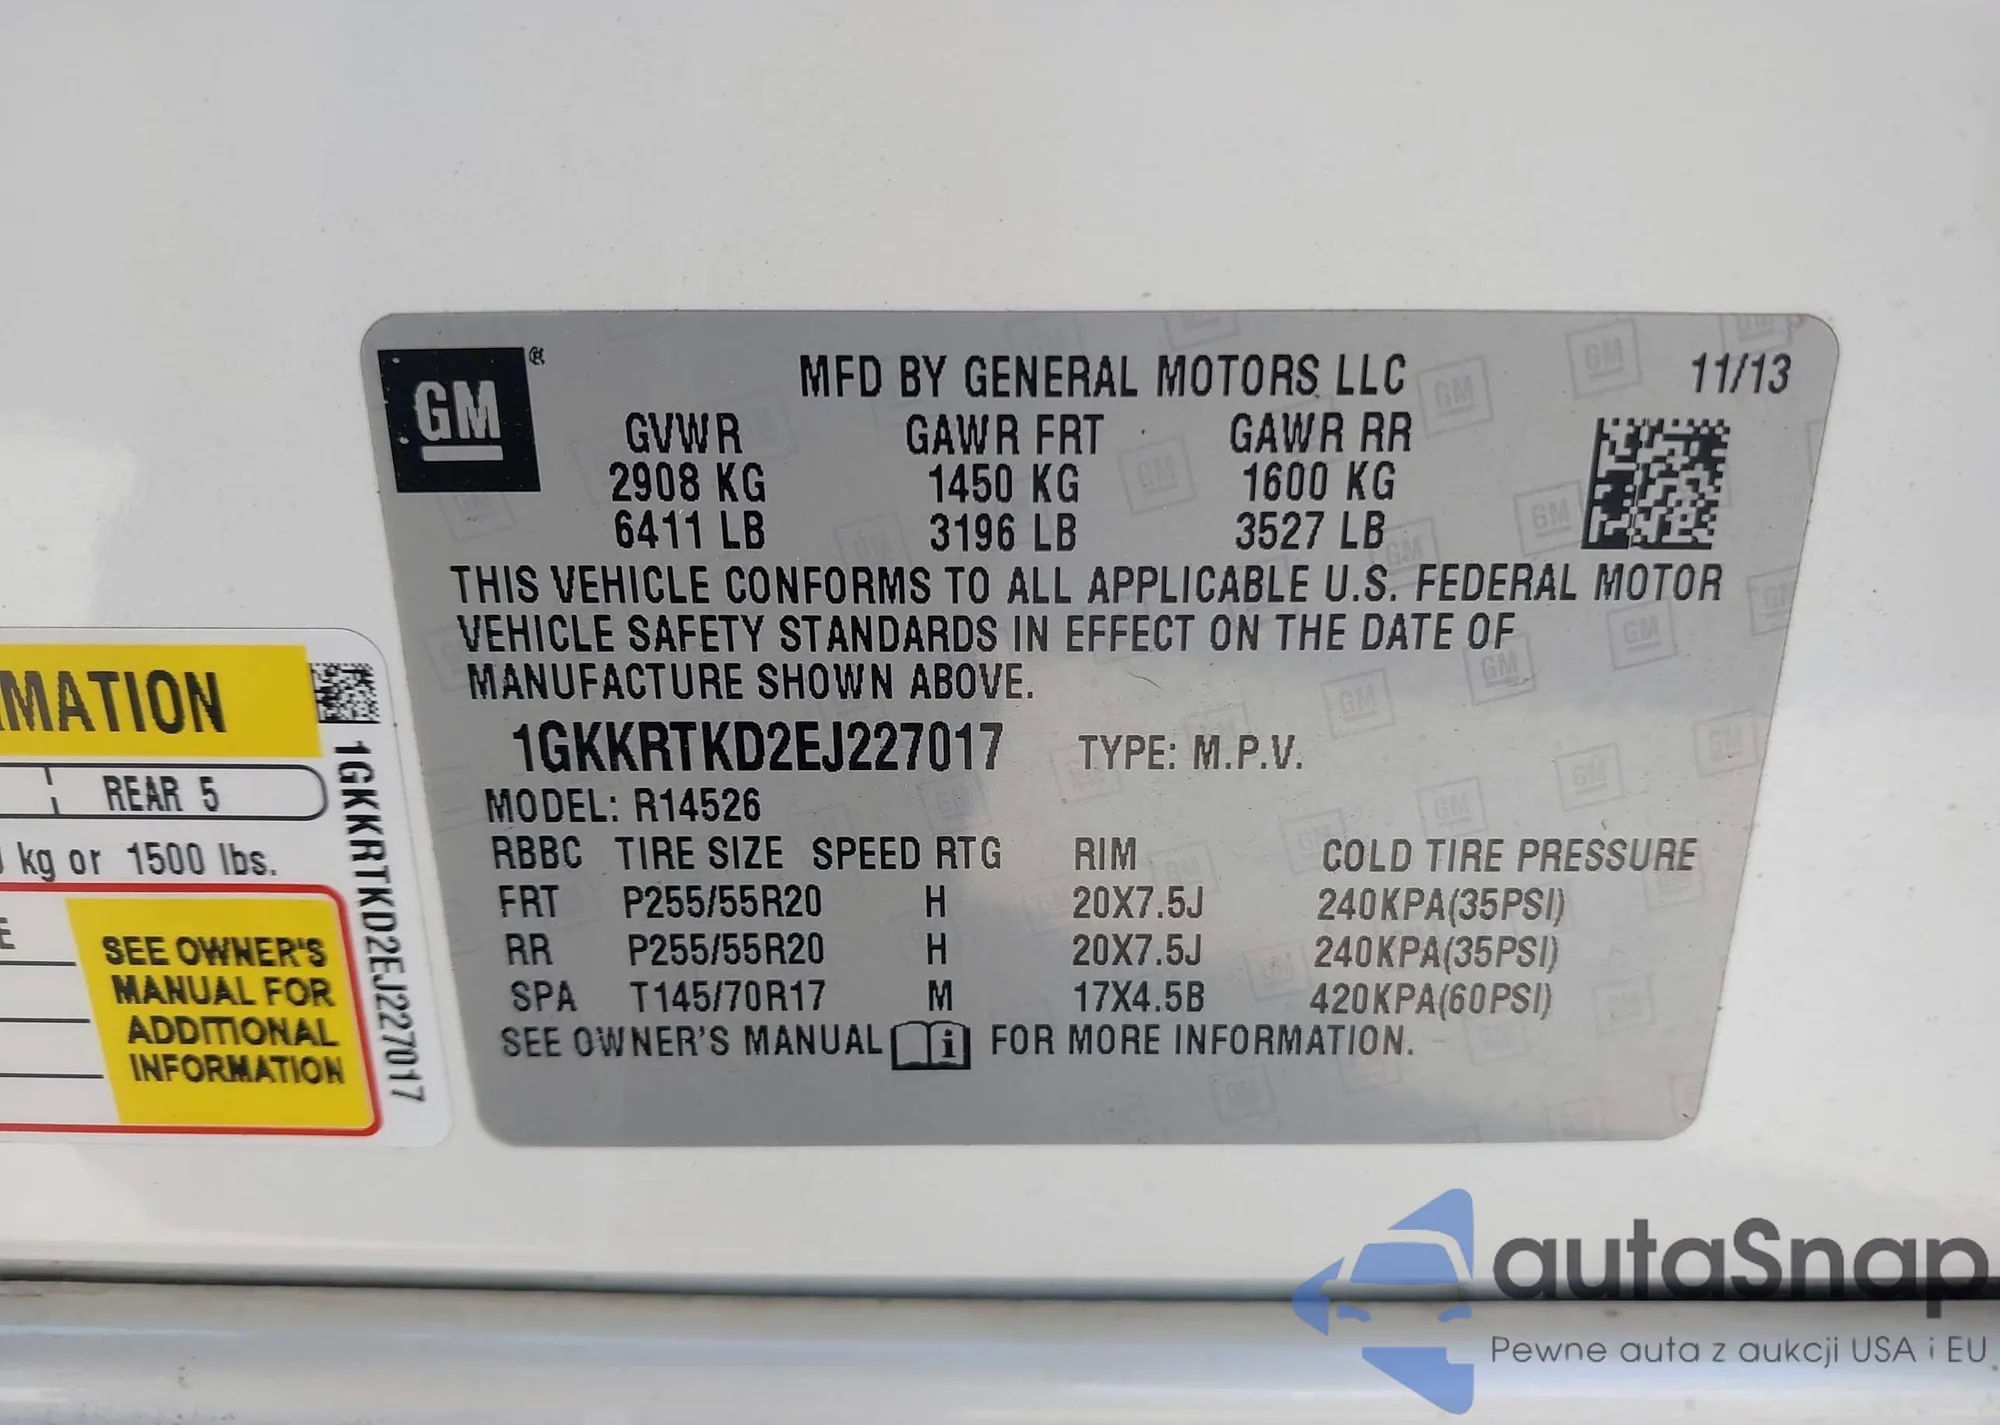 GM®
MFD BY GENERAL MOTORS LLC 11/13
GVWR GAWR FRT GAWR RR
2908 KG 1450 KG 1600 KG
6411 LB 3196 LB 3527 LB
THIS VEHICLE CONFORMS TO ALL APPLICABLE U.S. FEDERAL MOTOR
VEHICLE SAFETY STANDARDS IN EFFECT ON THE DATE OF
MANUFACTURE SHOWN ABOVE.
1GKKRTKD2EJ227017 TYPE: M.P.V.
MODEL: R14526
RBBC TIRE SIZE SPEED RTG RIM COLD TIRE PRESSURE
FRT P255/55R20 H 20X7.5J 240KPA(35PSI)
RR P255/55R20 H 20X7.5J 240KPA(35PSI)
SPA T145/70R17 M 17X4.5B 420KPA(60PSI)
SEE OWNER'S MANUAL FOR MORE INFORMATION.
MATION
REAR 5
kg or 1500 lbs.
E
SEE OWNER'S
MANUAL FOR
ADDITIONAL
INFORMATION
1GKKRTKD2EJ227017
autaSnap
Pewne auta z aukcji USA i EU